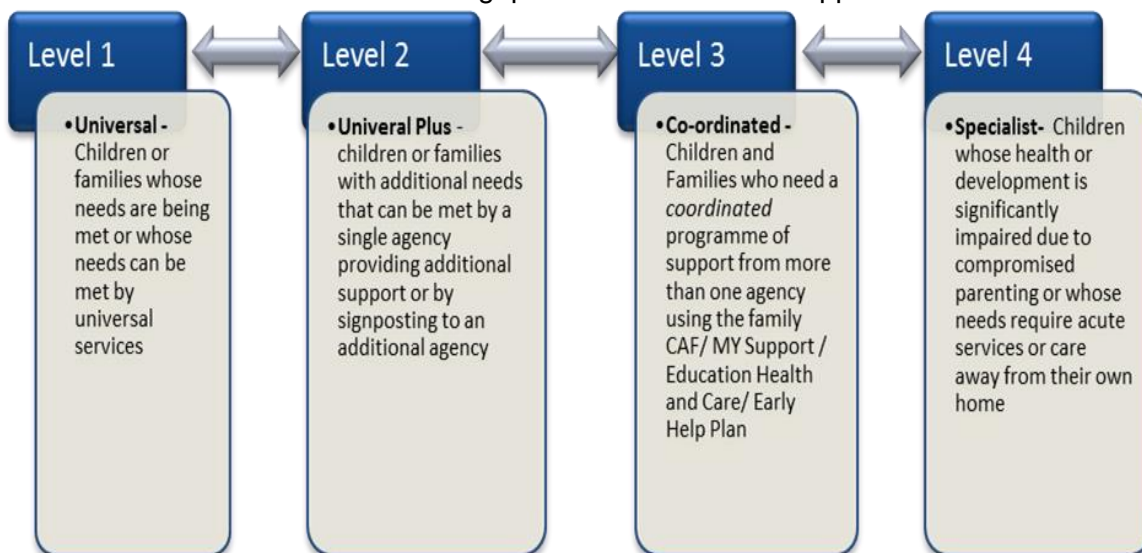 Level 1
•Universal -
Children or
families whose
needs are being
met or whose
needs can be
met by
universal
services
Level 2
•Univeral Plus -
children or families
with additional needs
that can be met by a
single agency
providing additional
support or by
signposting to an
additional agency
Level 3
•Co-ordinated -
Children and
Families who need a
coordinated
programme of
support from more
than one agency
using the family
CAF/ MY Support /
Education Health
and Care/ Early
Help Plan
Level 4
•Specialist- Children
whose health or
development is
significantly
impaired due to
compromised
parenting or whose
needs require acute
services or care
away from their own
home